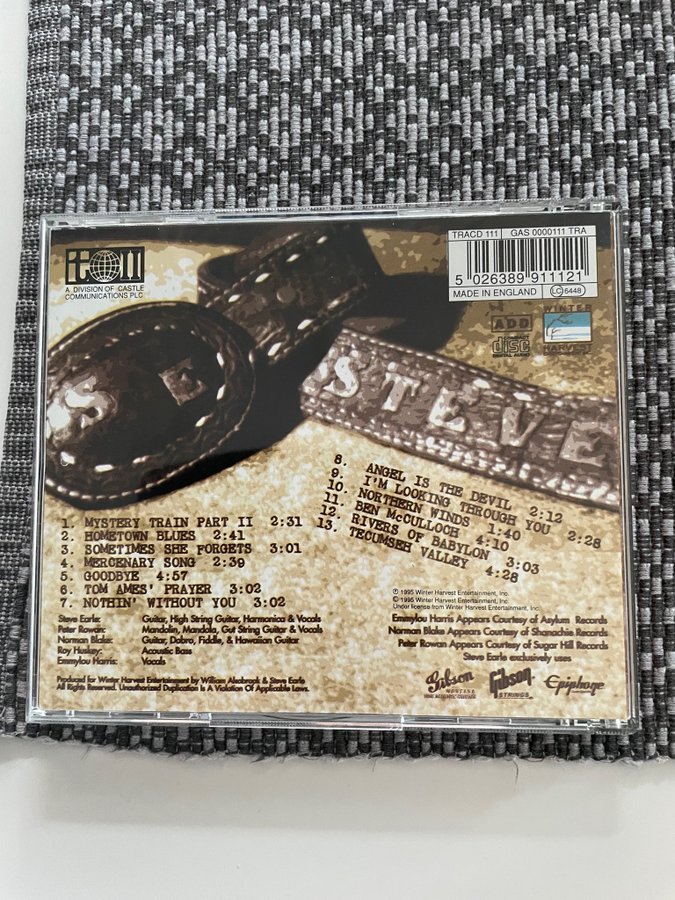 TRACD 111 GAS 0000111 TRA
5 026389 911121
MADE IN ENGLAND LC 6448
A DIVISION OF CASTLE
COMMUNICATIONS PLC
ADD
COMPACT
disc
DIGITAL AUDIO
WINTER
HARVEST
S E
STEVE
1. MYSTERY TRAIN PART II 2:31
2. HOMETOWN BLUES 2:41
3. SOMETIMES SHE FORGETS 3:01
4. MERCENARY SONG 2:39
5. GOODBYE 4:57
6. TOM AMES' PRAYER 3:02
7. NOTHIN' WITHOUT YOU 3:02
8. ANGEL IS THE DEVIL 2:12
9. I'M LOOKING THROUGH YOU 2:28
10. NORTHERN WINDS 1:40
11. BEN McCULLOCH 4:10
12. RIVERS OF BABYLON 3:03
13. TECUMSEH VALLEY 4:28
Steve Earle: Guitar, High String Guitar, Harmonica & Vocals
Peter Rowan: Mandolin, Mandola, Gut String Guitar & Vocals
Norman Blake: Guitar, Dobro, Fiddle, & Hawaiian Guitar
Roy Huskey: Acoustic Bass
Emmylou Harris: Vocals
Produced for Winter Harvest Entertainment by William Alsobrook & Steve Earle
All Rights Reserved. Unauthorized Duplication Is A Violation Of Applicable Laws.
℗ 1995 Winter Harvest Entertainment, Inc.
© 1995 Winter Harvest Entertainment, Inc.
Under license from Winter Harvest Entertainment, Inc.
Emmylou Harris Appears Courtesy of Asylum Records
Norman Blake Appears Courtesy of Shanachie Records
Peter Rowan Appears Courtesy of Sugar Hill Records
Steve Earle exclusively uses
Gibson
MONTANA
Gibson
STRINGS
Epiphone